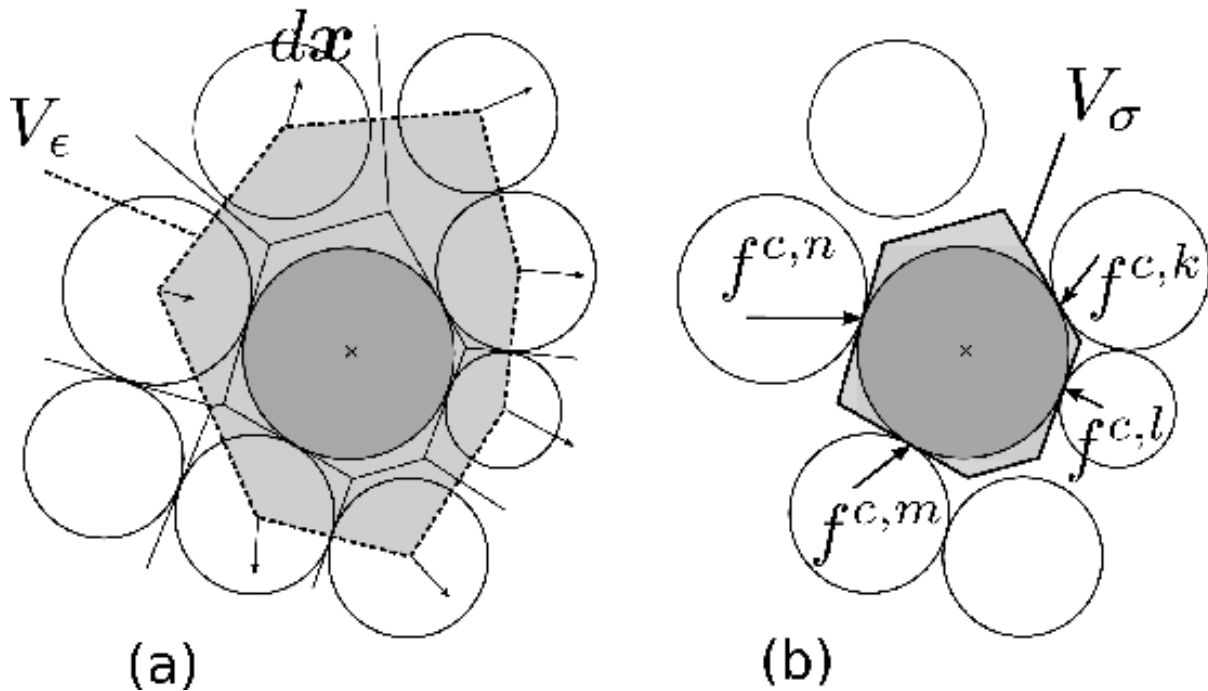 dx
V_ϵ
(a)
V_σ
f^{c,n}
f^{c,k}
f^{c,l}
f^{c,m}
(b)